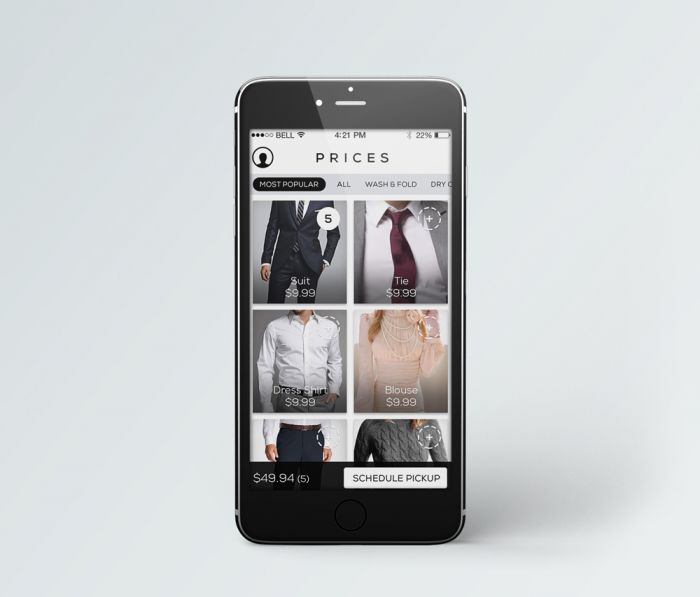 BELL 4:21 PM 22%
PRICES
MOST POPULAR ALL WASH & FOLD DRY C
5
Suit
$9.99
Tie
$9.99
Dress Shirt
$9.99
Blouse
$9.99
$49.94 (5) SCHEDULE PICKUP